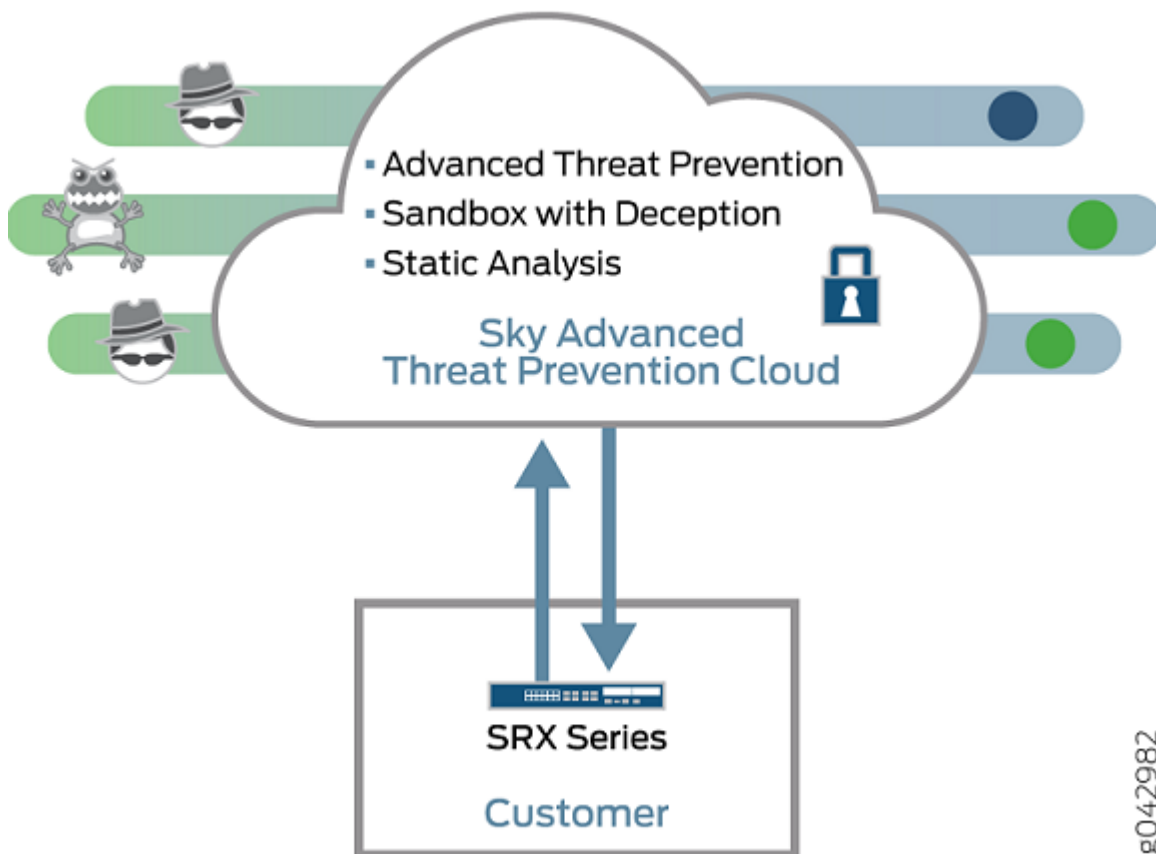 ▪ Advanced Threat Prevention
▪ Sandbox with Deception
▪ Static Analysis
Sky Advanced
Threat Prevention Cloud
SRX Series
Customer
g042982